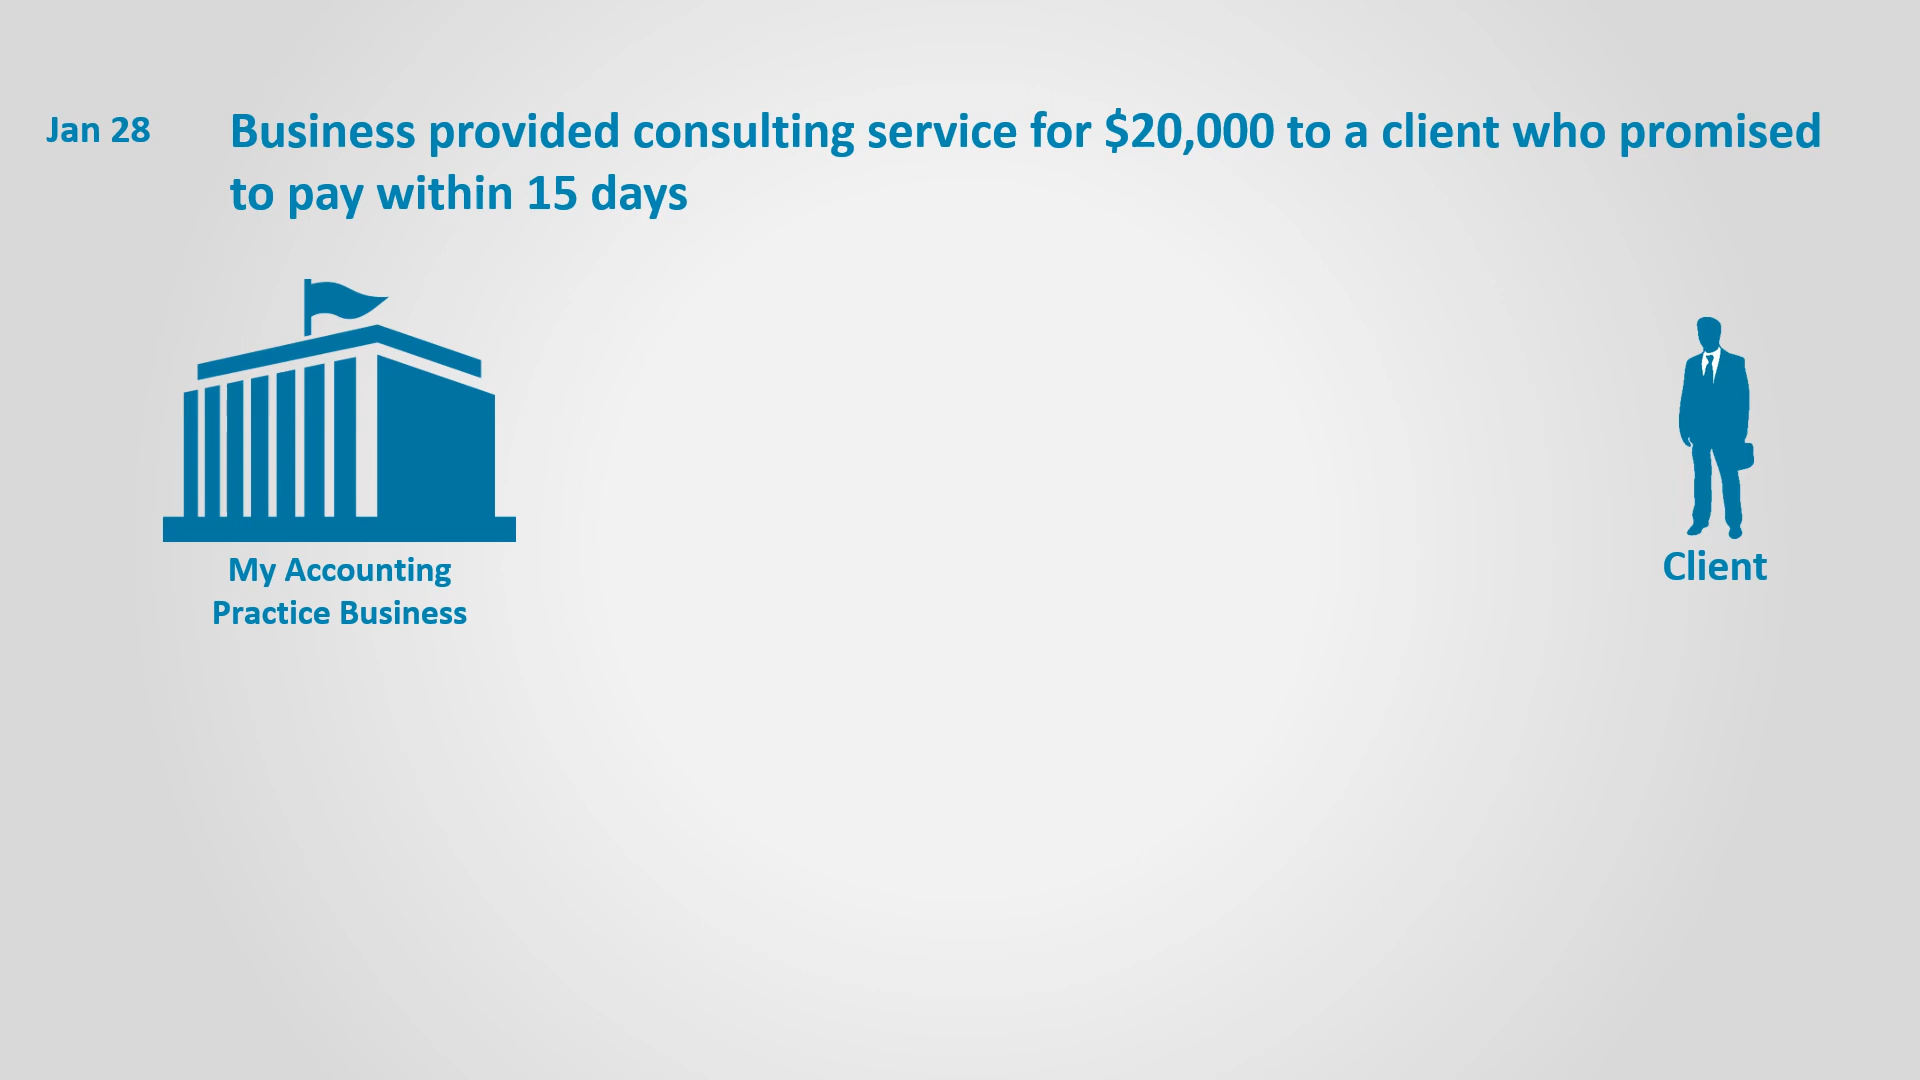 Jan 28
Business provided consulting service for $20,000 to a client who promised
to pay within 15 days
My Accounting
Practice Business
Client